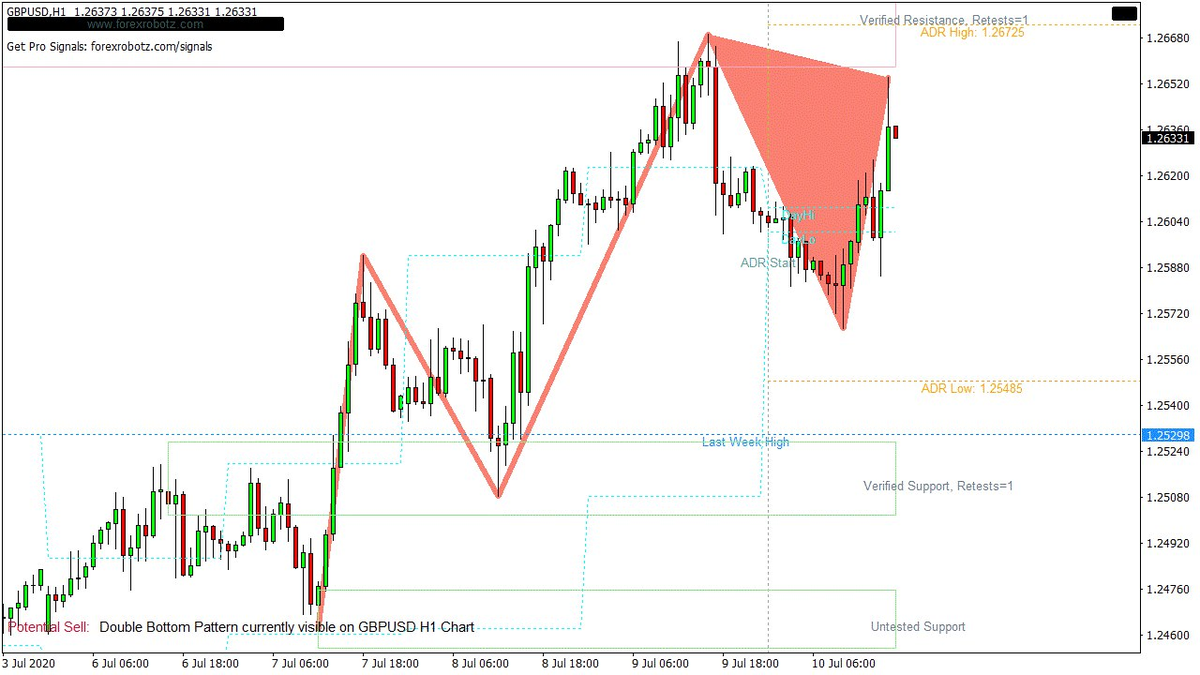 GBPUSD,H1 1.26373 1.26375 1.26331 1.26331
www.forexrobotz.com
Get Pro Signals: forexrobotz.com/signals
Verified Resistance, Retests=1
ADR High: 1.26725
1.26680
1.26520
1.26360
1.26331
1.26200
DayHi
1.26040
DayLo
ADR Start
1.25880
1.25720
1.25560
ADR Low: 1.25485
1.25400
Last Week High
1.25298
1.25240
Verified Support, Retests=1
1.25080
1.24920
1.24760
Potential Sell: Double Bottom Pattern currently visible on GBPUSD H1 Chart
Untested Support
1.24600
3 Jul 2020 6 Jul 06:00 6 Jul 18:00 7 Jul 06:00 7 Jul 18:00 8 Jul 06:00 8 Jul 18:00 9 Jul 06:00 9 Jul 18:00 10 Jul 06:00